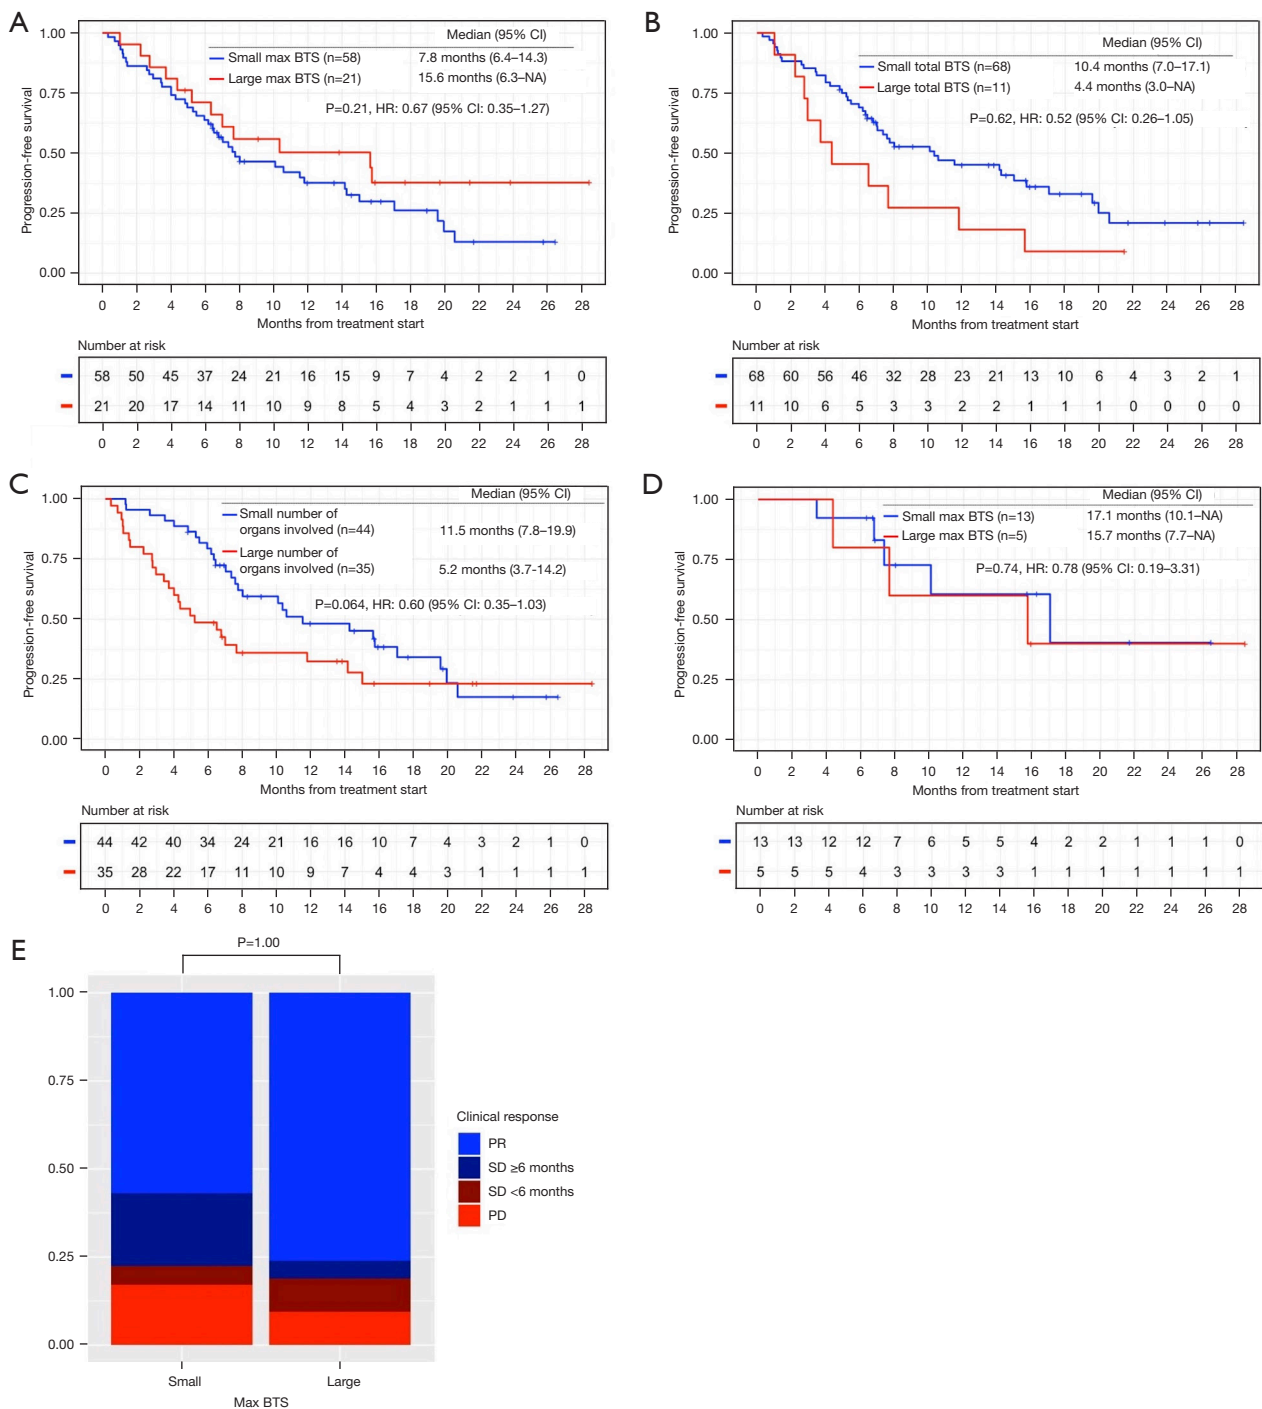 A
Median (95% CI)
Small max BTS (n=58) 7.8 months (6.4–14.3)
Large max BTS (n=21) 15.6 months (6.3–NA)
P=0.21, HR: 0.67 (95% CI: 0.35–1.27)
Progression-free survival
1.00
0.75
0.50
0.25
0.00
0 2 4 6 8 10 12 14 16 18 20 22 24 26 28
Months from treatment start
Number at risk
58 50 45 37 24 21 16 15 9 7 4 2 2 1 0
21 20 17 14 11 10 9 8 5 4 3 2 1 1 1
0 2 4 6 8 10 12 14 16 18 20 22 24 26 28
B
Median (95% CI)
Small total BTS (n=68) 10.4 months (7.0–17.1)
Large total BTS (n=11) 4.4 months (3.0–NA)
P=0.62, HR: 0.52 (95% CI: 0.26–1.05)
Progression-free survival
1.00
0.75
0.50
0.25
0.00
0 2 4 6 8 10 12 14 16 18 20 22 24 26 28
Months from treatment start
Number at risk
68 60 56 46 32 28 23 21 13 10 6 4 3 2 1
11 10 6 5 3 3 2 2 1 1 1 0 0 0 0
0 2 4 6 8 10 12 14 16 18 20 22 24 26 28
C
Median (95% CI)
Small number of
organs involved (n=44) 11.5 months (7.8–19.9)
Large number of
organs involved (n=35) 5.2 months (3.7-14.2)
P=0.064, HR: 0.60 (95% CI: 0.35–1.03)
Progression-free survival
1.00
0.75
0.50
0.25
0.00
0 2 4 6 8 10 12 14 16 18 20 22 24 26 28
Months from treatment start
Number at risk
44 42 40 34 24 21 16 16 10 7 4 3 2 1 0
35 28 22 17 11 10 9 7 4 4 3 1 1 1 1
0 2 4 6 8 10 12 14 16 18 20 22 24 26 28
D
Median (95% CI)
Small max BTS (n=13) 17.1 months (10.1–NA)
Large max BTS (n=5) 15.7 months (7.7–NA)
P=0.74, HR: 0.78 (95% CI: 0.19–3.31)
Progression-free survival
1.00
0.75
0.50
0.25
0.00
0 2 4 6 8 10 12 14 16 18 20 22 24 26 28
Months from treatment start
Number at risk
13 13 12 12 7 6 5 5 4 2 2 1 1 1 0
5 5 5 4 3 3 3 3 1 1 1 1 1 1 1
0 2 4 6 8 10 12 14 16 18 20 22 24 26 28
E
P=1.00
1.00
0.75
0.50
0.25
0.00
Small Large
Max BTS
Clinical response
PR
SD ≥6 months
SD <6 months
PD